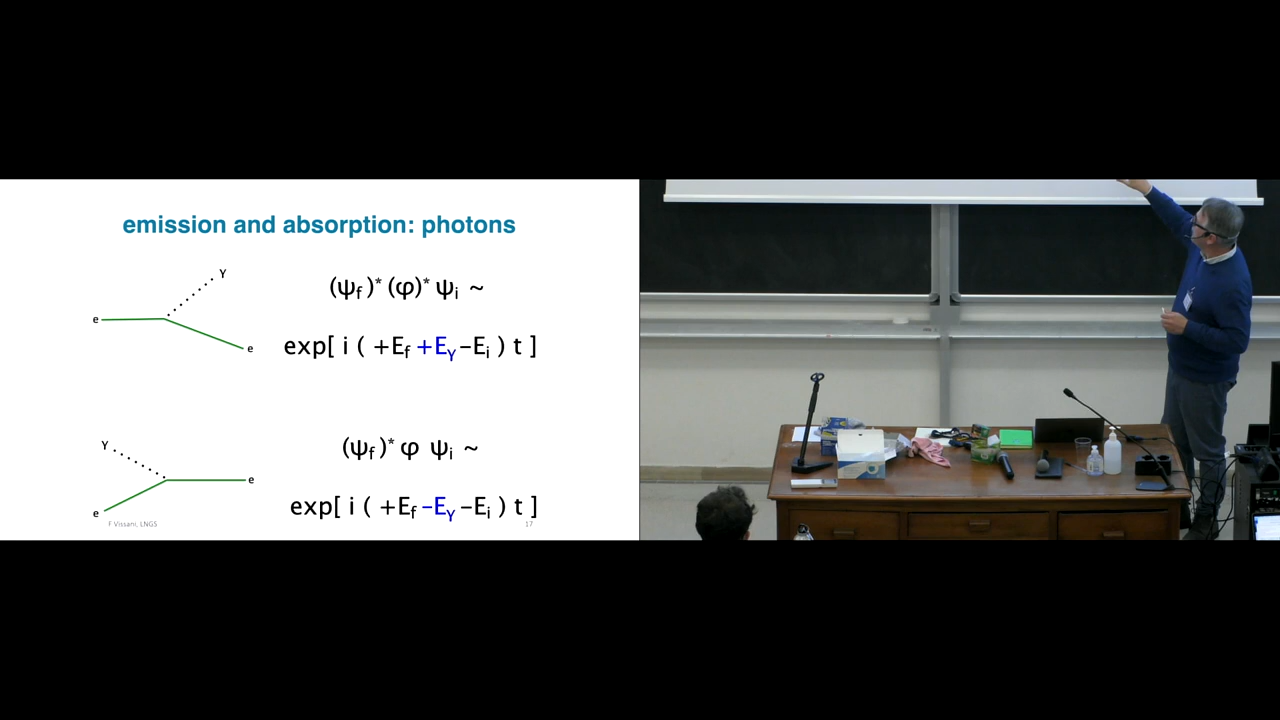 emission and absorption: photons
γ
e
e
(ψf )* (φ)* ψi ~
exp[ i ( +Ef +Eγ –Ei ) t ]
γ
e
e
(ψf )* φ ψi ~
exp[ i ( +Ef –Eγ –Ei ) t ]
F Vissani, LNGS
17